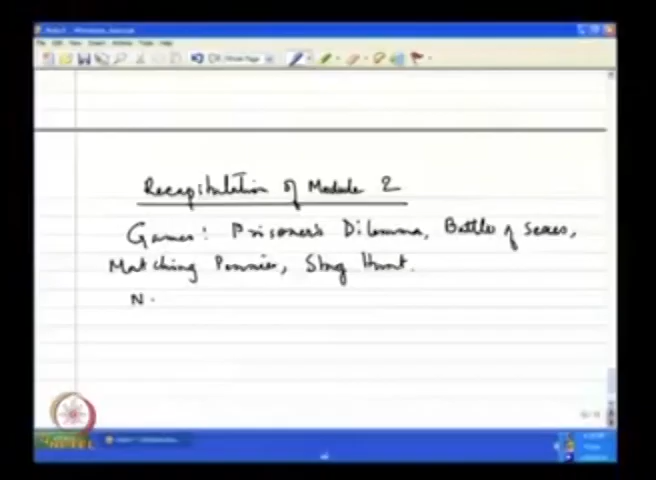 Recapitulation of Module 2
Games: Prisoner's Dilemma, Battle of Sexes,
Matching Pennies, Stag Hunt.
N.